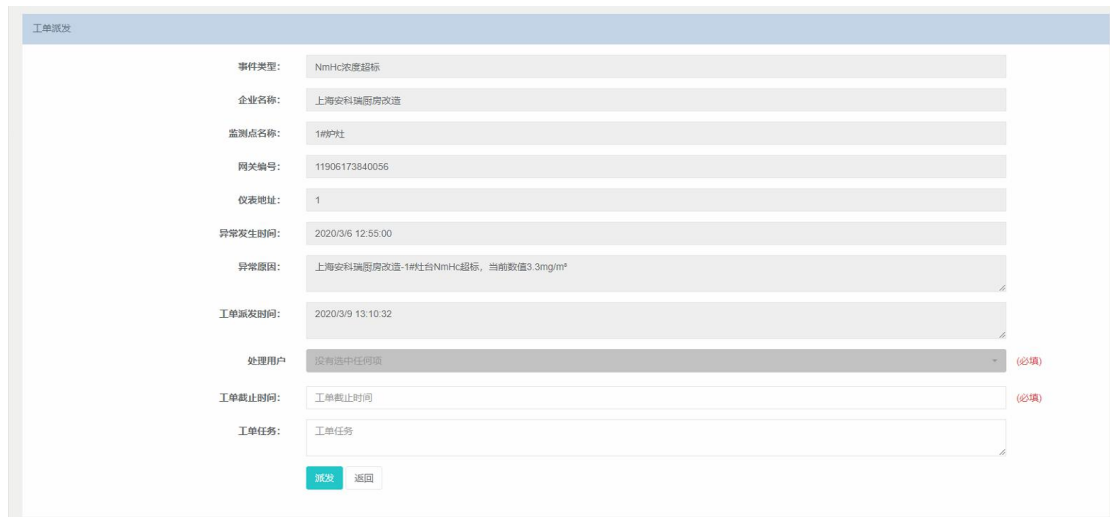 工单派发
事件类型: NmHc浓度超标
企业名称: 上海安科瑞厨房改造
监测点名称: 1#炉灶
网关编号: 11906173840056
仪表地址: 1
异常发生时间: 2020/3/6 12:55:00
异常原因: 上海安科瑞厨房改造-1#灶台NmHc超标，当前数值3.3mg/m³
工单派发时间: 2020/3/9 13:10:32
处理用户 没有选中任何项 (必填)
工单截止时间: 工单截止时间 (必填)
工单任务: 工单任务
派发 返回